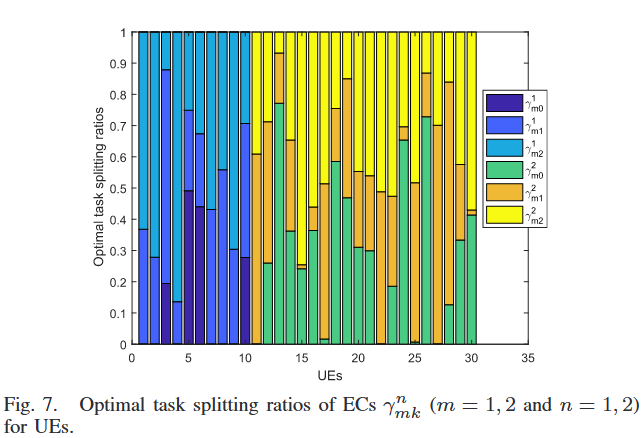 1
0.9
0.8
0.7
0.6
0.5
0.4
0.3
0.2
0.1
0
Optimal task splitting ratios
0 5 10 15 20 25 30 35
UEs
γ¹m0
γ¹m1
γ¹m2
γ²m0
γ²m1
γ²m2
Fig. 7. Optimal task splitting ratios of ECs γⁿmk (m = 1, 2 and n = 1, 2)
for UEs.